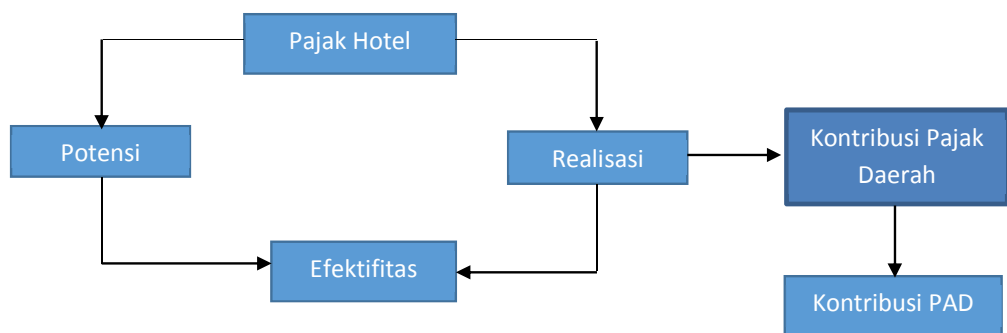 Pajak Hotel
Potensi
Realisasi
Kontribusi Pajak
Daerah
Efektifitas
Kontribusi PAD